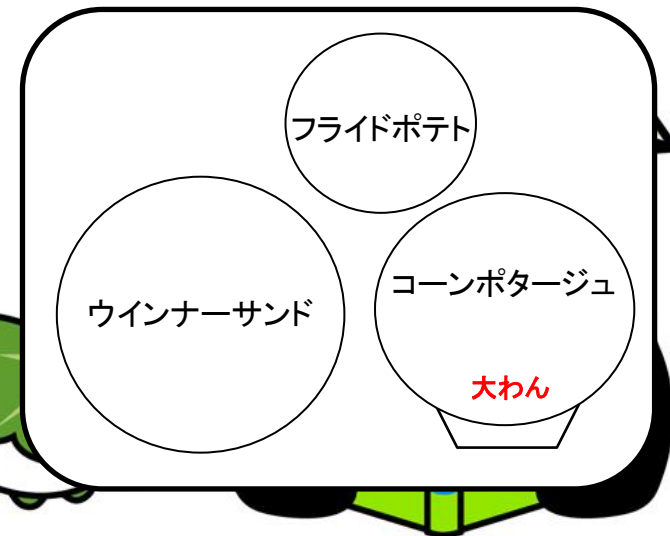 フライドポテト
ウインナーサンド
コーンポタージュ
大わん